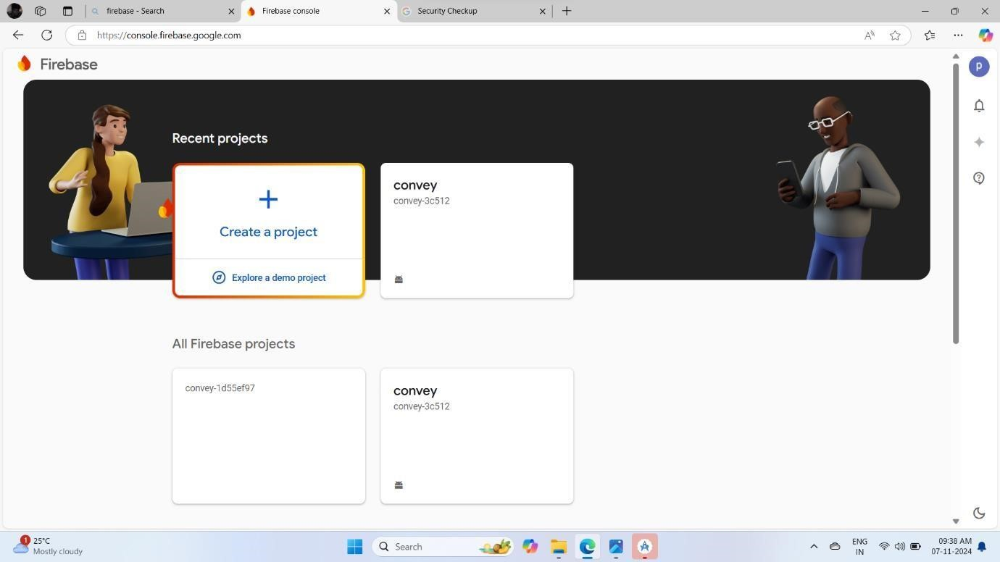 firebase - Search
Firebase console
Security Checkup
https://console.firebase.google.com
Firebase
p
Recent projects
Create a project
Explore a demo project
convey
convey-3c512
All Firebase projects
convey-1d55ef97
convey
convey-3c512
1
25°C
Mostly cloudy
Search
ENG
IN
09:38 AM
07-11-2024